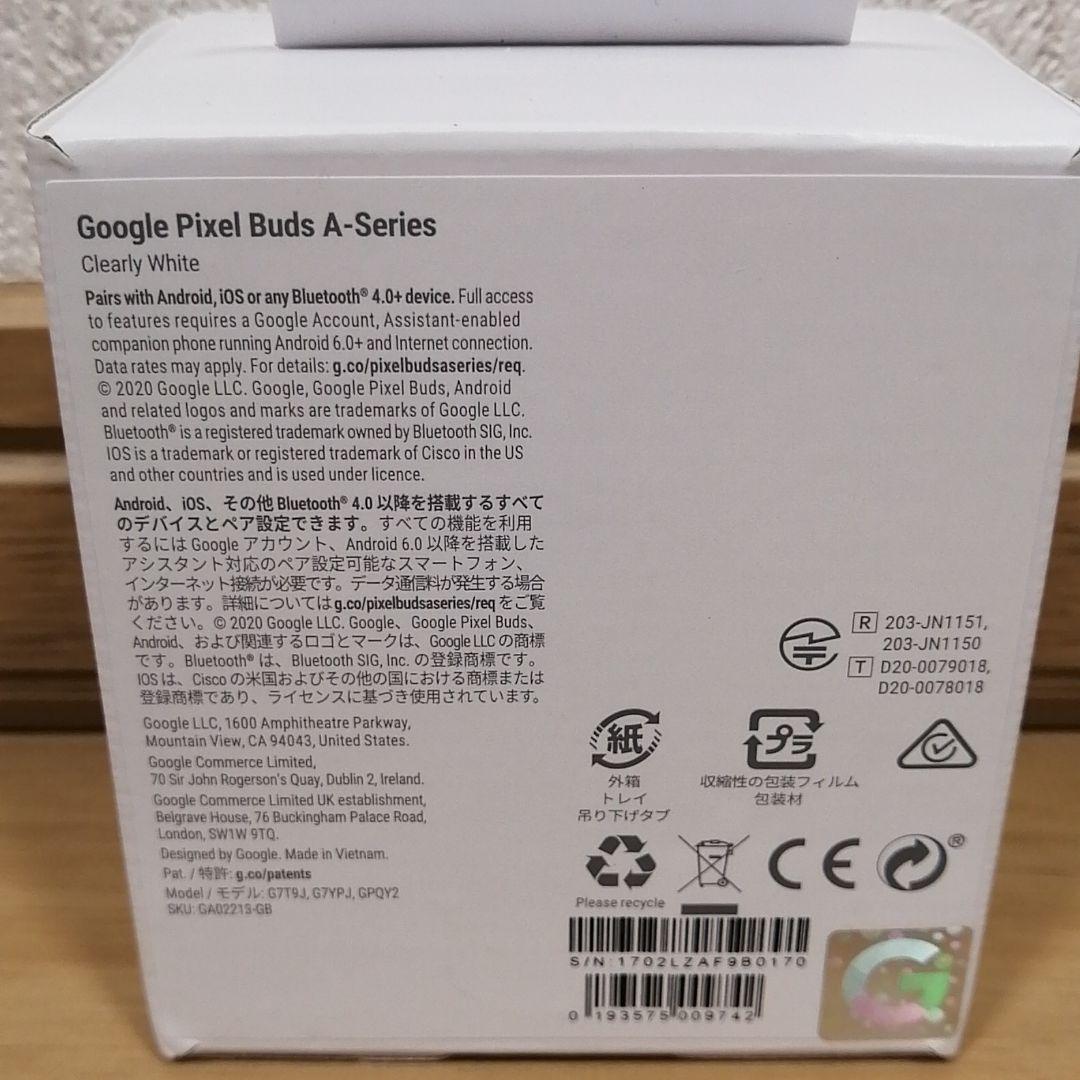 Google Pixel Buds A-Series
Clearly White
Pairs with Android, iOS or any Bluetooth® 4.0+ device. Full access
to features requires a Google Account, Assistant-enabled
companion phone running Android 6.0+ and Internet connection.
Data rates may apply. For details: g.co/pixelbudsaseries/req.
© 2020 Google LLC. Google, Google Pixel Buds, Android
and related logos and marks are trademarks of Google LLC.
Bluetooth® is a registered trademark owned by Bluetooth SIG, Inc.
IOS is a trademark or registered trademark of Cisco in the US
and other countries and is used under licence.
Android、iOS、その他 Bluetooth® 4.0 以降を搭載するすべて
のデバイスとペア設定できます。すべての機能を利用
するには Google アカウント、Android 6.0 以降を搭載した
アシスタント対応のペア設定可能なスマートフォン、
インターネット接続が必要です。データ通信料が発生する場合
があります。詳細については g.co/pixelbudsaseries/req をご覧
ください。© 2020 Google LLC. Google、Google Pixel Buds、
Android、および関連するロゴとマークは、Google LLC の商標
です。Bluetooth® は、Bluetooth SIG, Inc. の登録商標です。
IOS は、Cisco の米国およびその他の国における商標または
登録商標であり、ライセンスに基づき使用されています。
Google LLC, 1600 Amphitheatre Parkway,
Mountain View, CA 94043, United States.
Google Commerce Limited,
70 Sir John Rogerson's Quay, Dublin 2, Ireland.
Google Commerce Limited UK establishment,
Belgrave House, 76 Buckingham Palace Road,
London, SW1W 9TQ.
Designed by Google. Made in Vietnam.
Pat. / 特許: g.co/patents
Model / モデル: G7T9J, G7YPJ, GPQY2
SKU: GA02213-GB
R 203-JN1151,
203-JN1150
T D20-0079018,
D20-0078018
紙
外箱
トレイ
吊り下げタブ
プラ
収縮性の包装フィルム
包装材
Please recycle
CE
®
S/N:1702LZAF9B0170
0 193575 009742
G